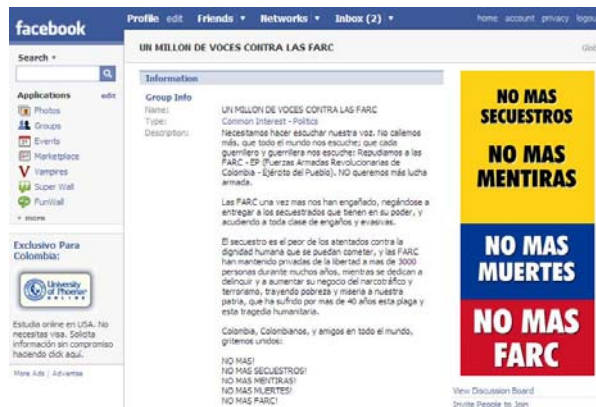 facebook
Profile edit Friends Networks Inbox (2)
home account privacy logou
UN MILLON DE VOCES CONTRA LAS FARC
Glob
Search
Applications edit
Photos
Groups
Events
Marketplace
Vampires
Super Wall
FunWall
more
Exclusivo Para
Colombia:
University
of Phoenix
ONLINE
Estudia online en USA. No
necesitas visa. Solicita
información sin compromiso
haciendo click aquí.
More Ads | Advertise
Information
Group Info
Name: UN MILLON DE VOCES CONTRA LAS FARC
Type: Common Interest - Politics
Description: Necesitamos hacer escuchar nuestra voz. No callemos
más, que todo el mundo nos escuche; que cada
guerrillero y guerrillera nos escuche: Repudiamos a las
FARC - EP (Fuerzas Armadas Revolucionarias de
Colombia - Ejército del Pueblo). NO queremos más lucha
armada.
Las FARC una vez mas nos han engañado, negándose a
entregar a los secuestrados que tienen en su poder, y
acudiendo a toda clase de engaños y evasivas.
El secuestro es el peor de los atentados contra la
dignidad humana que se puedan cometer, y las FARC
han mantenido privadas de la libertad a mas de 3000
personas durante muchos años, mientras se dedican a
delinquir y a aumentar su negocio del narcotráfico y
terrorismo, trayendo pobreza y miseria a nuestra
patria, que ha sufrido por mas de 40 años esta plaga y
esta tragedia humanitaria.
Colombia, Colombianos, y amigos en todo el mundo,
gritemos unidos:
NO MAS!
NO MAS SECUESTROS!
NO MAS MENTIRAS!
NO MAS MUERTES!
NO MAS FARC!
NO MAS
SECUESTROS
NO MAS
MENTIRAS
NO MAS
MUERTES
NO MAS
FARC
View Discussion Board
Invite People to Join